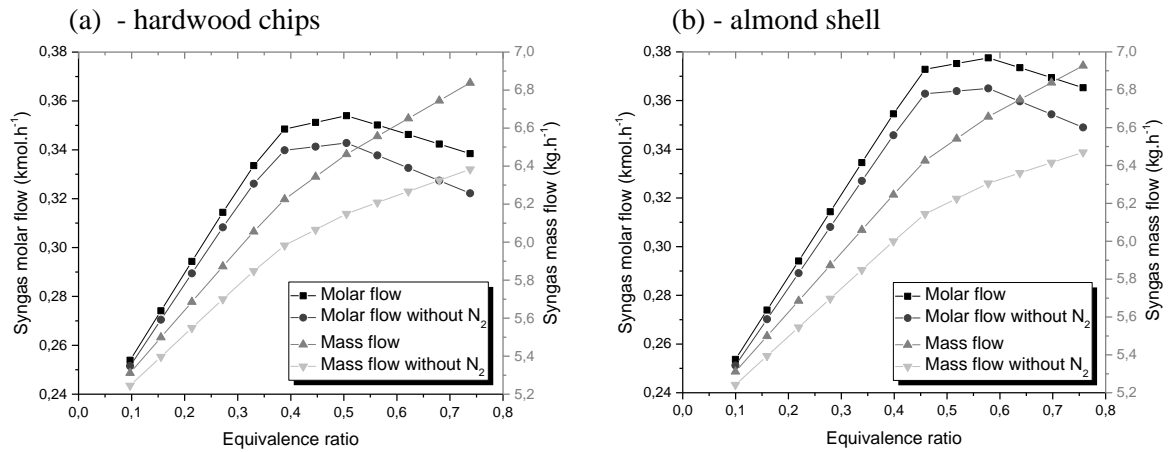 (a) - hardwood chips
0,38
0,36
0,34
0,32
0,30
0,28
0,26
0,24
Syngas molar flow (kmol.h⁻¹)
7,0
6,8
6,6
6,4
6,2
6,0
5,8
5,6
5,4
5,2
Syngas mass flow (kg.h⁻¹)
Molar flow
Molar flow without N₂
Mass flow
Mass flow without N₂
0,0 0,1 0,2 0,3 0,4 0,5 0,6 0,7 0,8
Equivalence ratio
(b) - almond shell
0,38
0,36
0,34
0,32
0,30
0,28
0,26
0,24
Syngas molar flow (kmol.h⁻¹)
7,0
6,8
6,6
6,4
6,2
6,0
5,8
5,6
5,4
5,2
Syngas mass flow (kg.h⁻¹)
Molar flow
Molar flow without N₂
Mass flow
Mass flow without N₂
0,0 0,1 0,2 0,3 0,4 0,5 0,6 0,7 0,8
Equivalence ratio